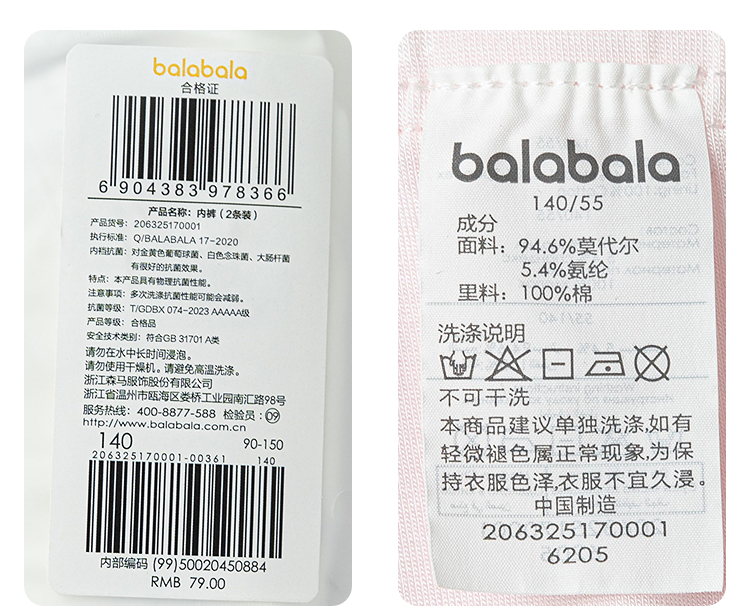 balabala
合格证
6 904383 978366
产品名称：内裤（2条装）
产品货号：206325170001
执行标准：Q/BALABALA 17-2020
内裆抗菌：对金黄色葡萄球菌、白色念珠菌、大肠杆菌
有很好的抗菌效果。
特点：本产品具有物理抗菌性能。
注意事项：多次洗涤抗菌性能可能会减弱。
抗菌等级：T/GDBX 074-2023 AAAAA级
产品等级：合格品
安全技术类别：符合GB 31701 A类
请勿在水中长时间浸泡。
请勿使用干燥机。请避免高温洗涤。
浙江森马服饰股份有限公司
浙江省温州市瓯海区娄桥工业园南汇路98号
服务热线：400-8877-588 检验员：09
http://www.balabala.com.cn
140 90-150
206325170001-00361 140
内部编码 (99)50020450884
RMB 79.00
balabala
140/55
成分
面料：94.6%莫代尔
5.4%氨纶
里料：100%棉
洗涤说明
不可干洗
本商品建议单独洗涤,如有
轻微褪色属正常现象,为保
持衣服色泽,衣服不宜久浸。
中国制造
206325170001
6205